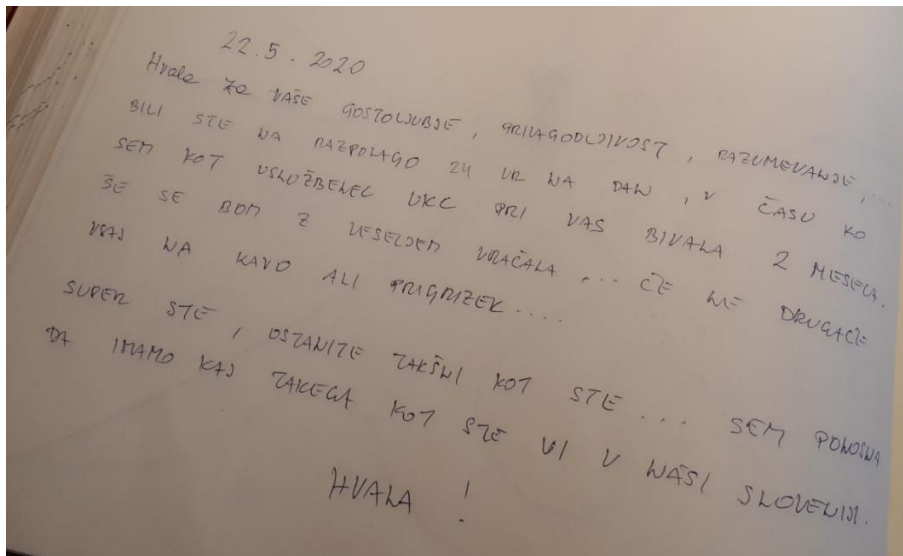 22.5.2020
Hvala za VAŠE GOSTOLJUBJE, PRILAGODLJIVOST, RAZUMEVANJE,...
BILI STE NA RAZPOLAGO 24 UR NA DAN, V ČASU KO
SEM KOT USLUŽBENEC UKC PRI VAS BIVALA 2 MESECA.
ŠE SE BOM Z VESELJEM VRAČALA,... ČE NE DRUGAČE
VSAJ NA KAVO ALI PRIGRIZEK....
SUPER STE, OSTANITE TAKŠNI KOT STE... SEM PONOSNA
DA IMAMO KAJ TAKEGA KOT STE VI V NAŠI SLOVENIJI.
HVALA!